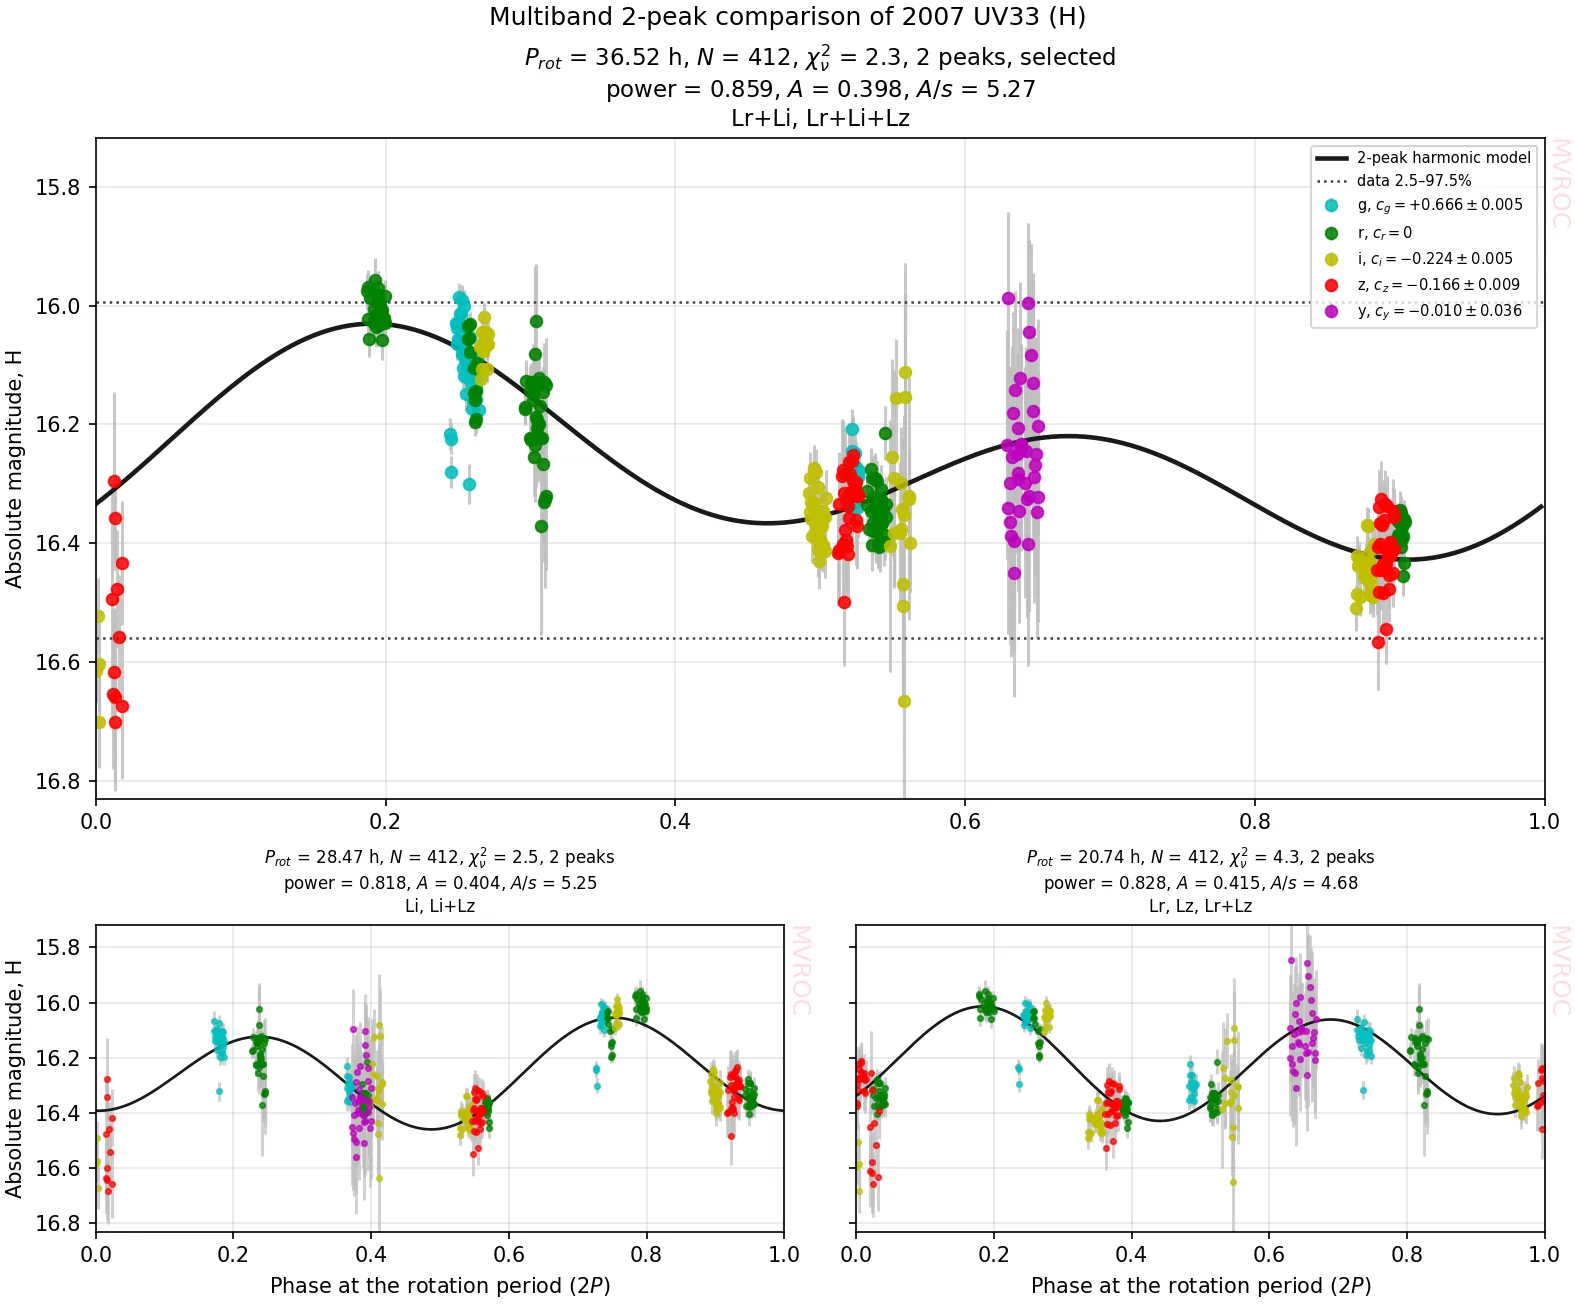 Multiband 2-peak comparison of 2007 UV33 (H)
P_rot = 36.52 h, N = 412, χ²_ν = 2.3, 2 peaks, selected
power = 0.859, A = 0.398, A/s = 5.27
Lr+Li, Lr+Li+Lz
2-peak harmonic model
data 2.5–97.5%
g, c_g = +0.666 ± 0.005
r, c_r = 0
i, c_i = −0.224 ± 0.005
z, c_z = −0.166 ± 0.009
y, c_y = −0.010 ± 0.036
MVROC
Absolute magnitude, H
15.8
16.0
16.2
16.4
16.6
16.8
0.0 0.2 0.4 0.6 0.8 1.0
P_rot = 28.47 h, N = 412, χ²_ν = 2.5, 2 peaks
power = 0.818, A = 0.404, A/s = 5.25
Li, Li+Lz
MVROC
Absolute magnitude, H
15.8
16.0
16.2
16.4
16.6
16.8
0.0 0.2 0.4 0.6 0.8 1.0
Phase at the rotation period (2P)
P_rot = 20.74 h, N = 412, χ²_ν = 4.3, 2 peaks
power = 0.828, A = 0.415, A/s = 4.68
Lr, Lz, Lr+Lz
MVROC
0.0 0.2 0.4 0.6 0.8 1.0
Phase at the rotation period (2P)